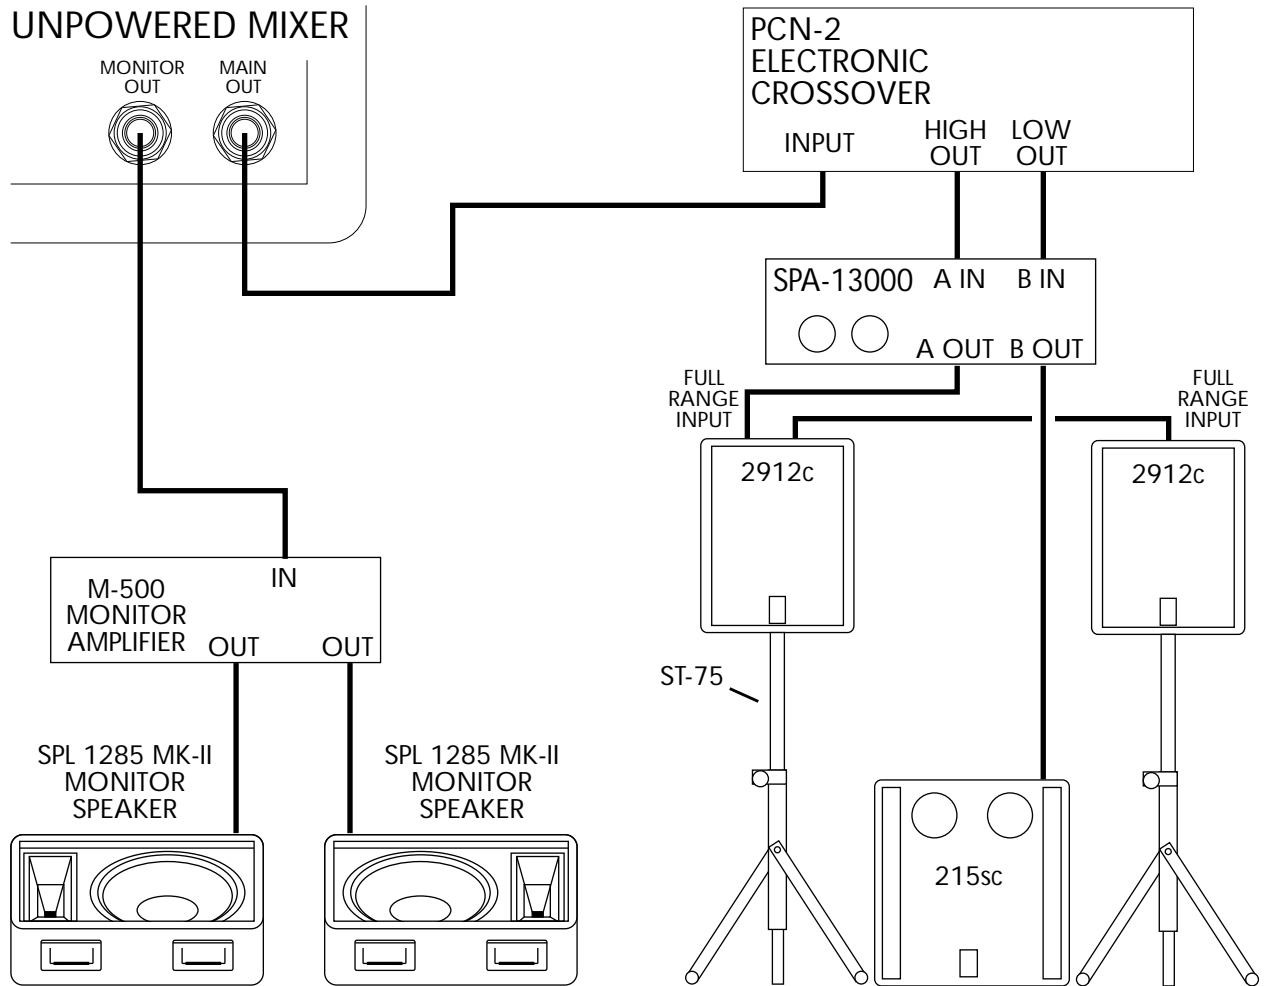 UNPOWERED MIXER
MONITOR
OUT
MAIN
OUT
PCN-2
ELECTRONIC
CROSSOVER
INPUT
HIGH
OUT
LOW
OUT
SPA-13000
A IN
B IN
A OUT
B OUT
FULL
RANGE
INPUT
FULL
RANGE
INPUT
2912C
2912C
IN
M-500
MONITOR
AMPLIFIER
OUT
OUT
ST-75
SPL 1285 MK-II
MONITOR
SPEAKER
SPL 1285 MK-II
MONITOR
SPEAKER
215SC